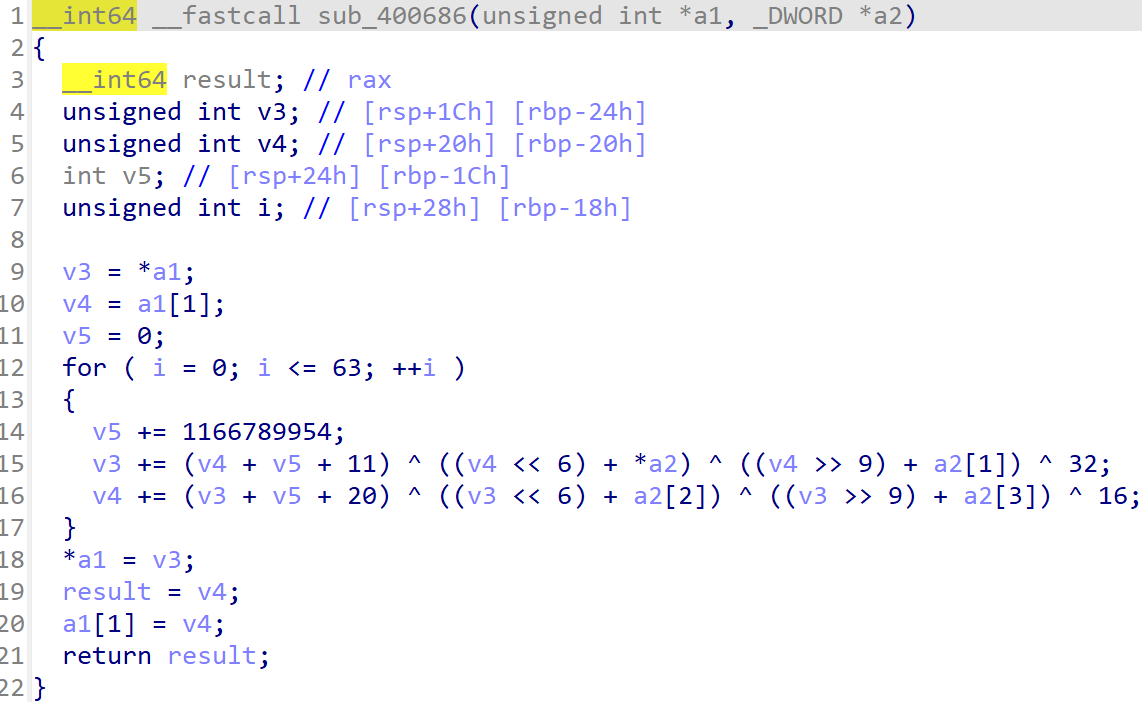 1 __int64 __fastcall sub_400686(unsigned int *a1, _DWORD *a2)
2 {
3   __int64 result; // rax
4   unsigned int v3; // [rsp+1Ch] [rbp-24h]
5   unsigned int v4; // [rsp+20h] [rbp-20h]
6   int v5; // [rsp+24h] [rbp-1Ch]
7   unsigned int i; // [rsp+28h] [rbp-18h]
8
9   v3 = *a1;
10   v4 = a1[1];
11   v5 = 0;
12   for ( i = 0; i <= 63; ++i )
13   {
14     v5 += 1166789954;
15     v3 += (v4 + v5 + 11) ^ ((v4 << 6) + *a2) ^ ((v4 >> 9) + a2[1]) ^ 32;
16     v4 += (v3 + v5 + 20) ^ ((v3 << 6) + a2[2]) ^ ((v3 >> 9) + a2[3]) ^ 16;
17   }
18   *a1 = v3;
19   result = v4;
20   a1[1] = v4;
21   return result;
22 }